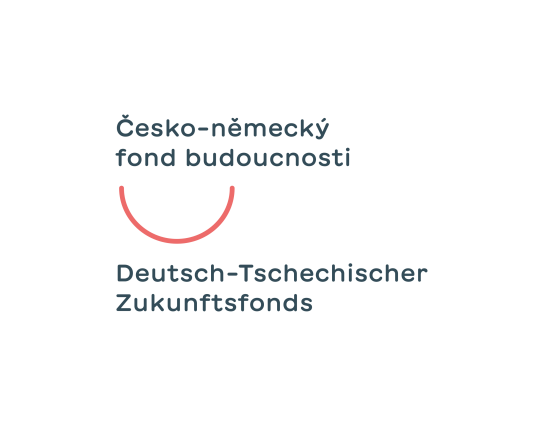 Česko-německý
fond budoucnosti
Deutsch-Tschechischer
Zukunftsfonds